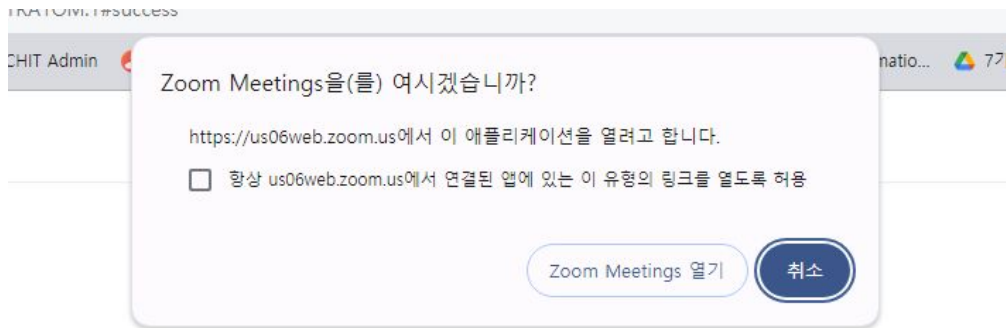 CHIT Admin
natio...
Zoom Meetings을(를) 여시겠습니까?
https://us06web.zoom.us에서 이 애플리케이션을 열려고 합니다.
항상 us06web.zoom.us에서 연결된 앱에 있는 이 유형의 링크를 열도록 허용
Zoom Meetings 열기
취소